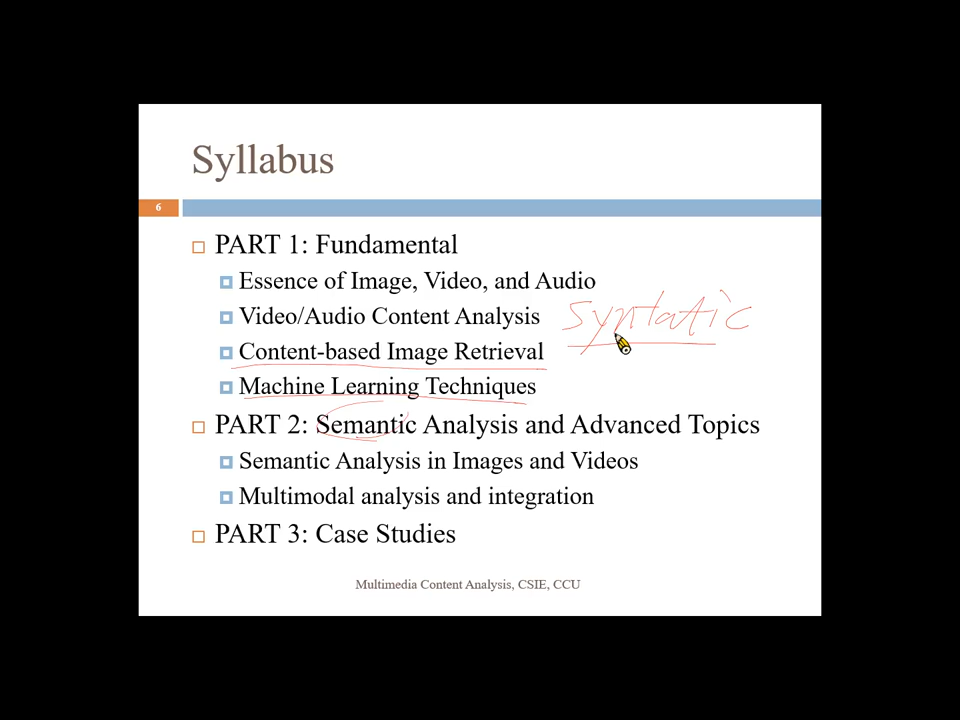 Syllabus
6
PART 1: Fundamental
Essence of Image, Video, and Audio
Video/Audio Content Analysis
syntatic
Content-based Image Retrieval
Machine Learning Techniques
PART 2: Semantic Analysis and Advanced Topics
Semantic Analysis in Images and Videos
Multimodal analysis and integration
PART 3: Case Studies
Multimedia Content Analysis, CSIE, CCU